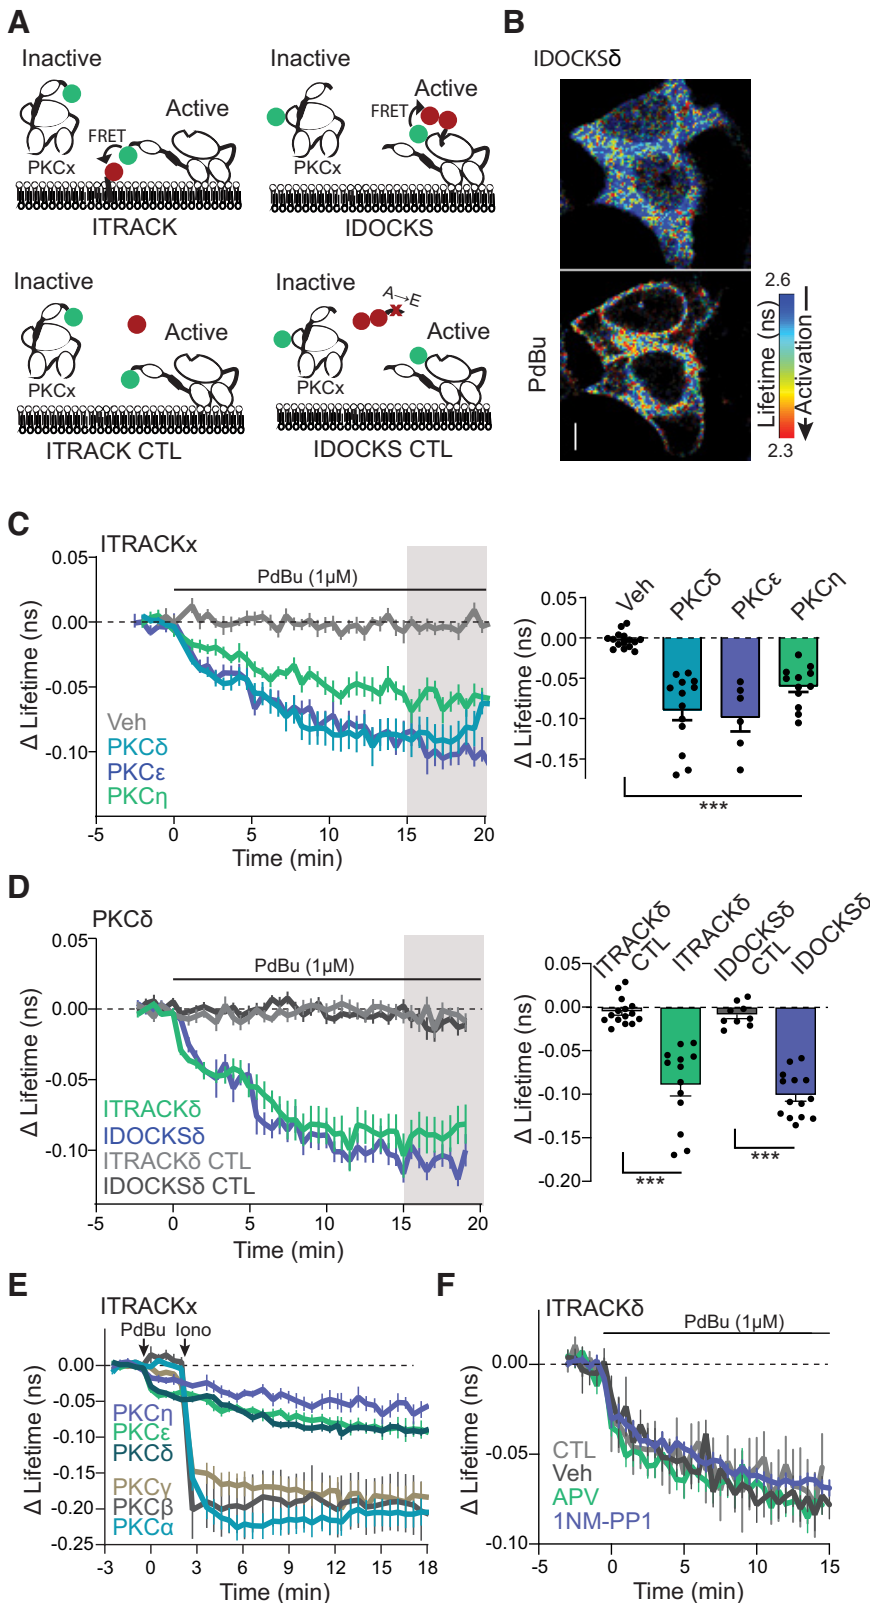 A
Inactive
Active
FRET
PKCx
ITRACK
Inactive
Active
FRET
PKCx
IDOCKS
Inactive
Active
PKCx
ITRACK CTL
Inactive
A→E
x
Active
PKCx
IDOCKS CTL
B
IDOCKSδ
PdBu
2.6
Lifetime (ns)
Activation
2.3
C
ITRACKx
PdBu (1µM)
0.05
0.00
-0.05
-0.10
Δ Lifetime (ns)
Veh
PKCδ
PKCε
PKCη
-5
0
5
10
15
20
Time (min)
Veh
PKCδ
PKCε
PKCη
0.05
0.00
-0.05
-0.10
-0.15
Δ Lifetime (ns)
***
D
PKCδ
PdBu (1µM)
0.05
0.00
-0.05
-0.10
Δ Lifetime (ns)
ITRACKδ
IDOCKSδ
ITRACKδ CTL
IDOCKSδ CTL
-5
0
5
10
15
20
Time (min)
ITRACKδ
CTL
ITRACKδ
IDOCKSδ
CTL
IDOCKSδ
0.05
0.00
-0.05
-0.10
-0.15
-0.20
Δ Lifetime (ns)
***
***
E
ITRACKx
PdBu
Iono
0.00
-0.05
-0.10
-0.15
-0.20
-0.25
Δ Lifetime (ns)
PKCη
PKCε
PKCδ
PKCγ
PKCβ
PKCα
0
3
6
9
12
15
18
Time (min)
F
ITRACKδ
PdBu (1µM)
0.00
-0.05
-0.10
Δ Lifetime (ns)
CTL
Veh
APV
1NM-PP1
-5
0
5
10
15
Time (min)